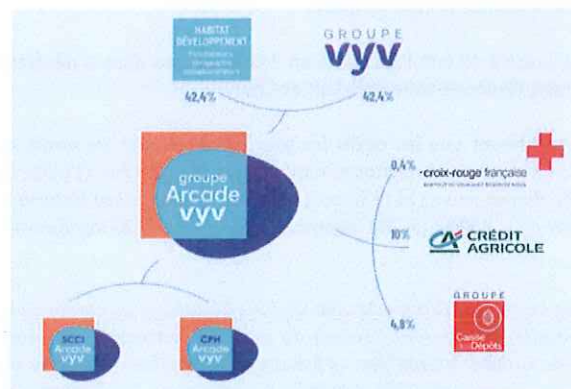 HABITAT
DÉVELOPPEMENT
GROUPE
vyv
42,4%
42,4%
0,4%
croix-rouge française
groupe
Arcade
vyv
10%
CRÉDIT
AGRICOLE
GROUPE
Caisse
des Dépôts
4,8%
SCCI
Arcade
vyv
CPH
Arcade
vyv